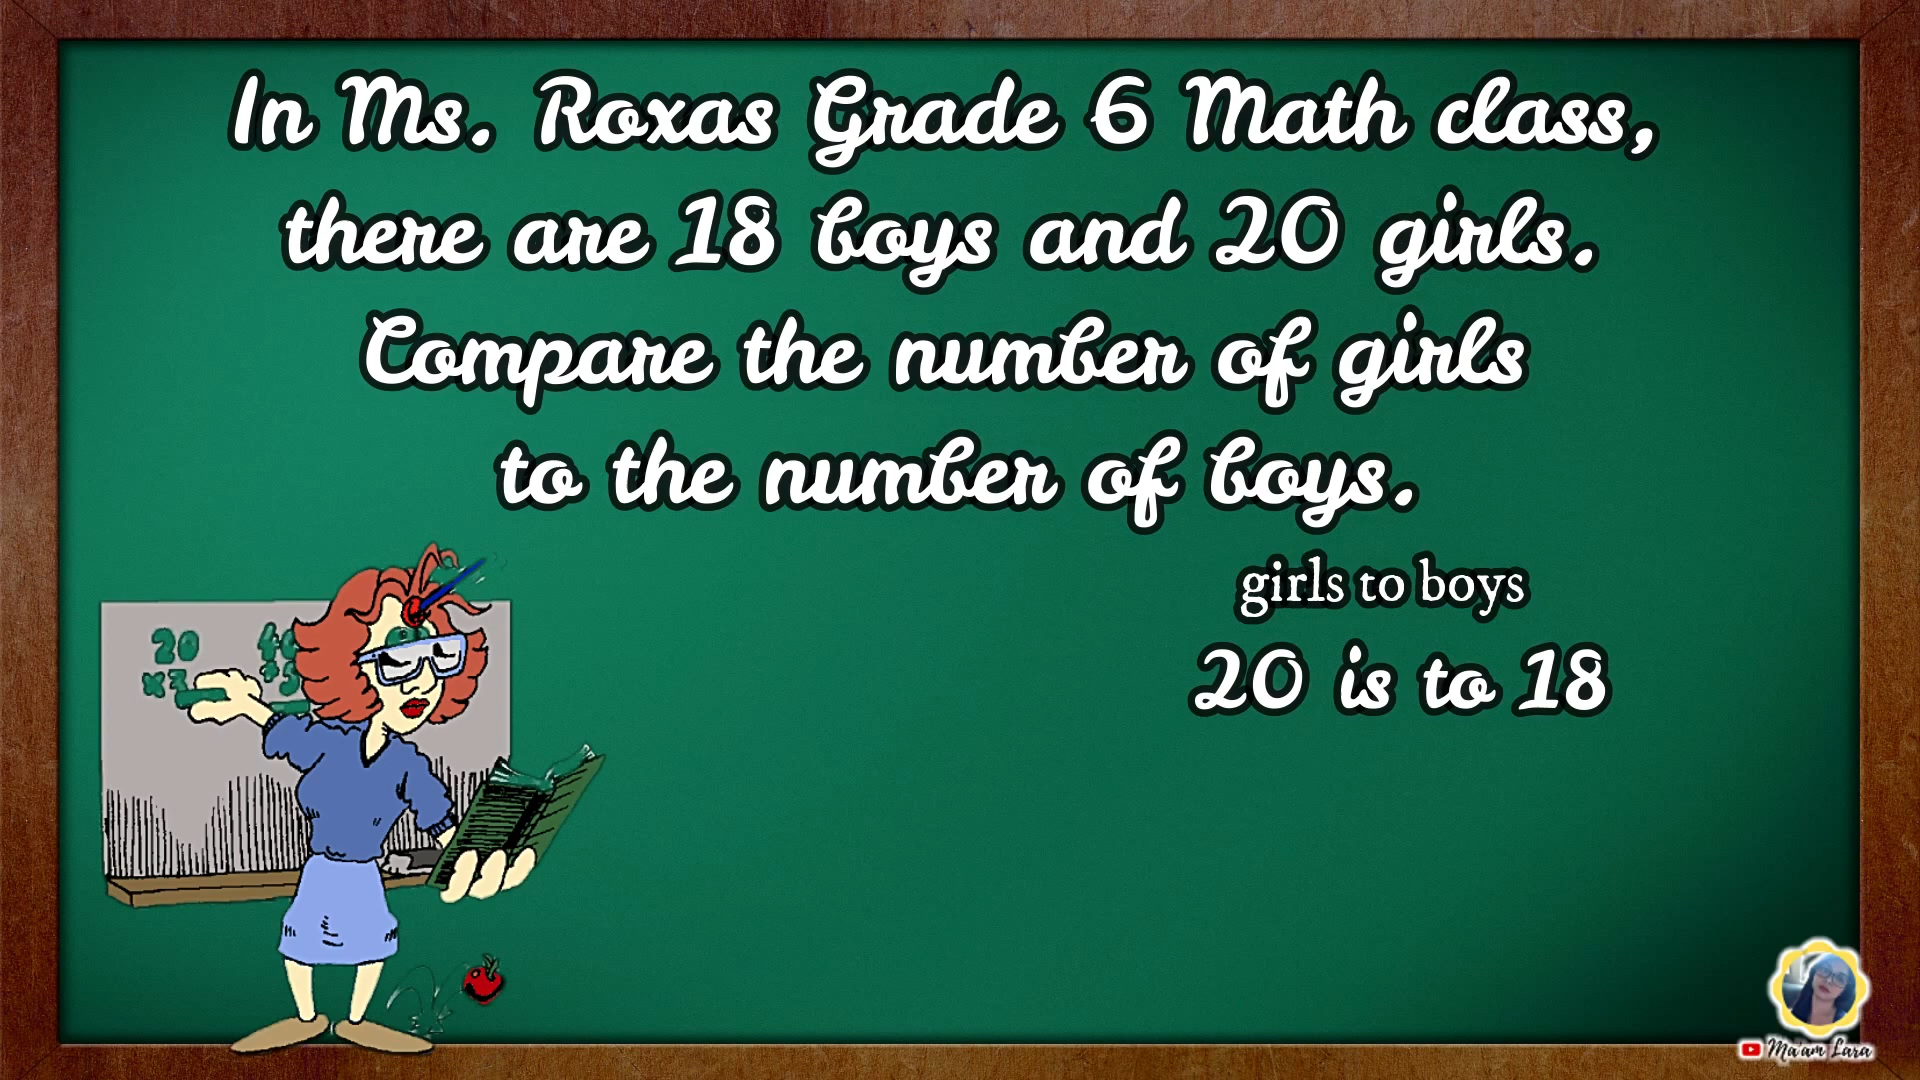 In Ms. Roxas Grade 6 Math class,
there are 18 boys and 20 girls.
Compare the number of girls
to the number of boys.
girls to boys
20 is to 18
20
Ma'am Lara